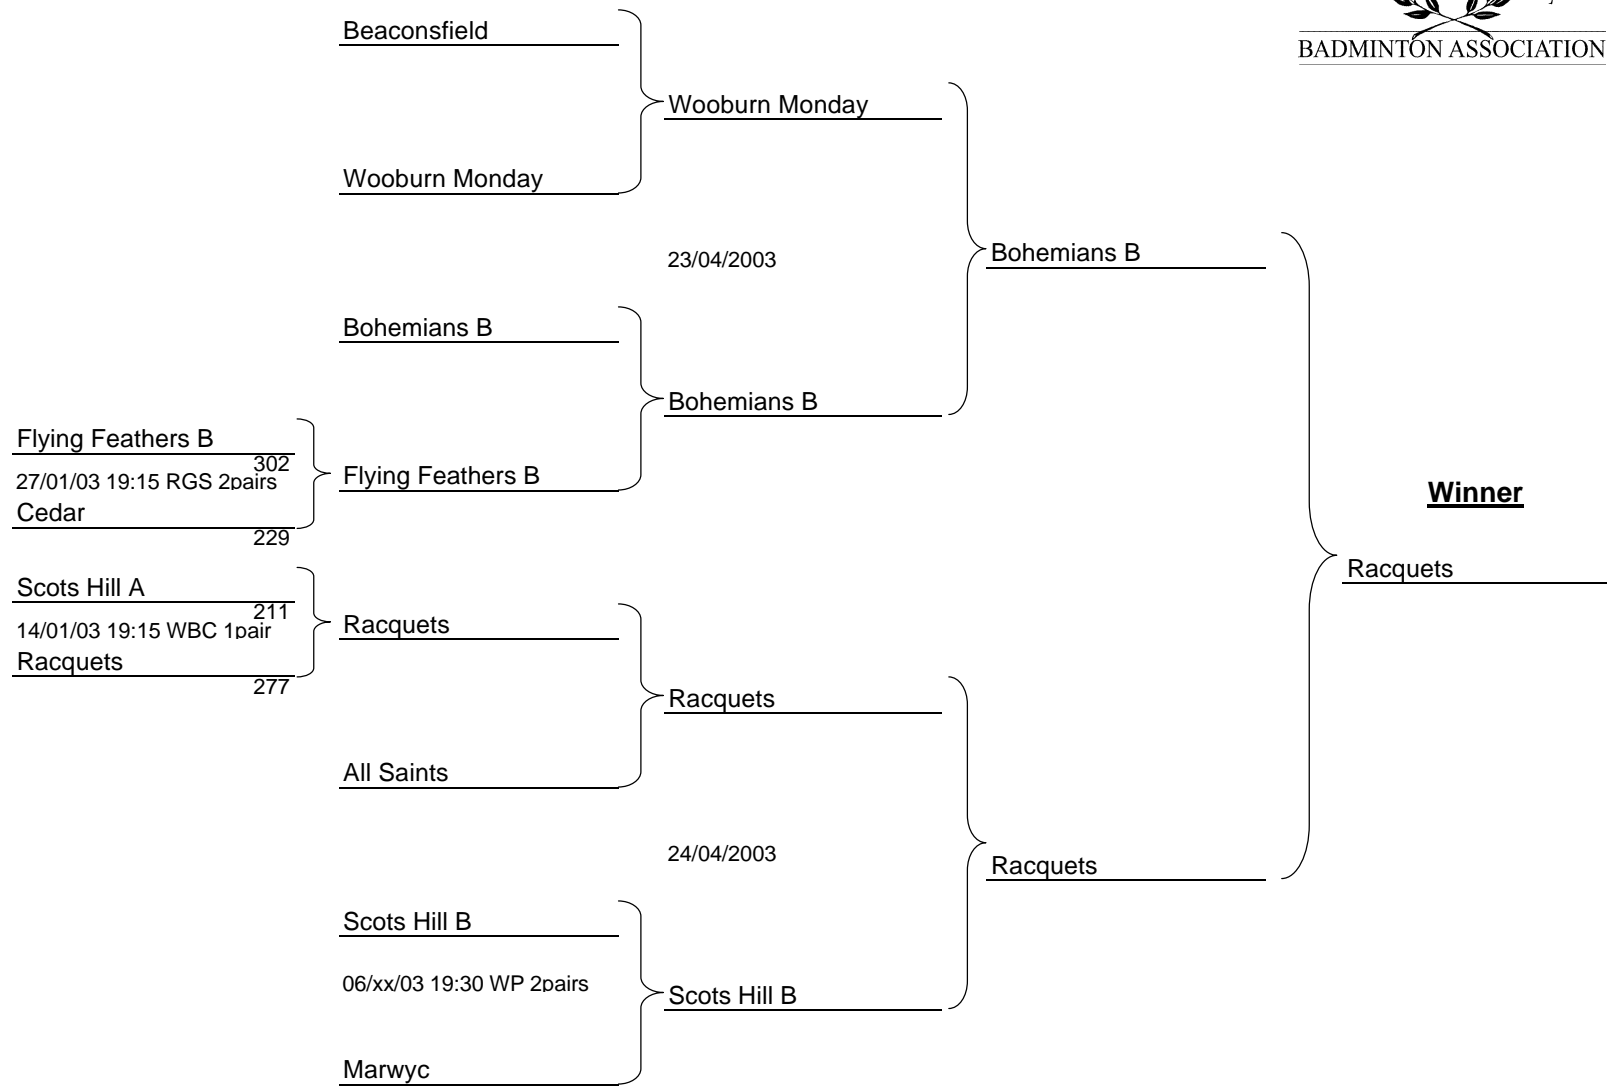 BADMINTON ASSOCIATION
Beaconsfield
Wooburn Monday
Wooburn Monday
23/04/2003
Bohemians B
Bohemians B
Bohemians B
Flying Feathers B
302
27/01/03 19:15 RGS 2pairs
Flying Feathers B
Cedar
229
Winner
Racquets
Scots Hill A
211
14/01/03 19:15 WBC 1pair
Racquets
Racquets
277
Racquets
All Saints
24/04/2003
Racquets
Scots Hill B
06/xx/03 19:30 WP 2pairs
Scots Hill B
Marwyc